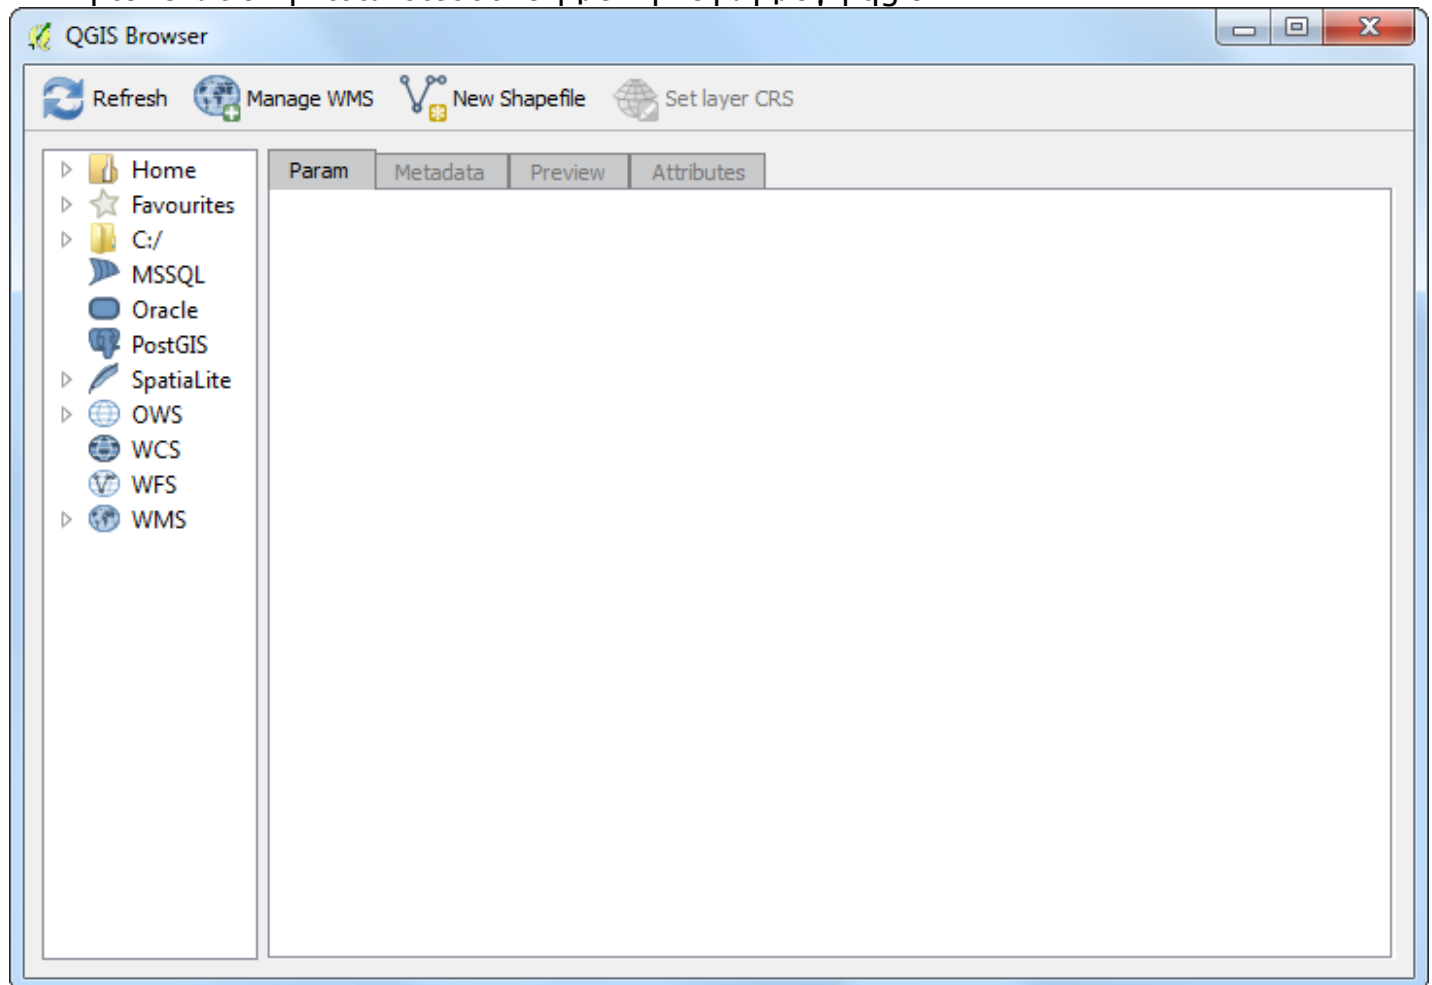 QGIS Browser
Refresh Manage WMS New Shapefile Set layer CRS
Param Metadata Preview Attributes
Home
Favourites
C:/
MSSQL
Oracle
PostGIS
SpatiaLite
OWS
WCS
WFS
WMS